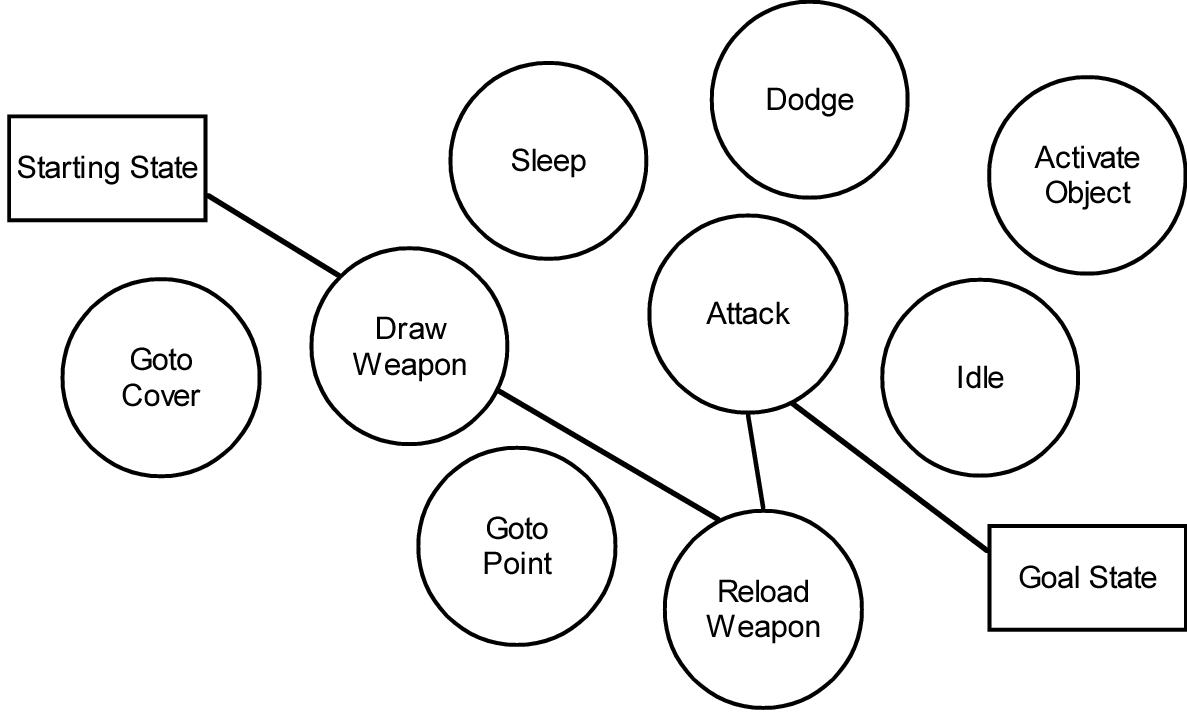 Dodge
Sleep
Activate
Object
Starting State
Attack
Draw
Weapon
Goto
Cover
Idle
Goto
Point
Goal State
Reload
Weapon